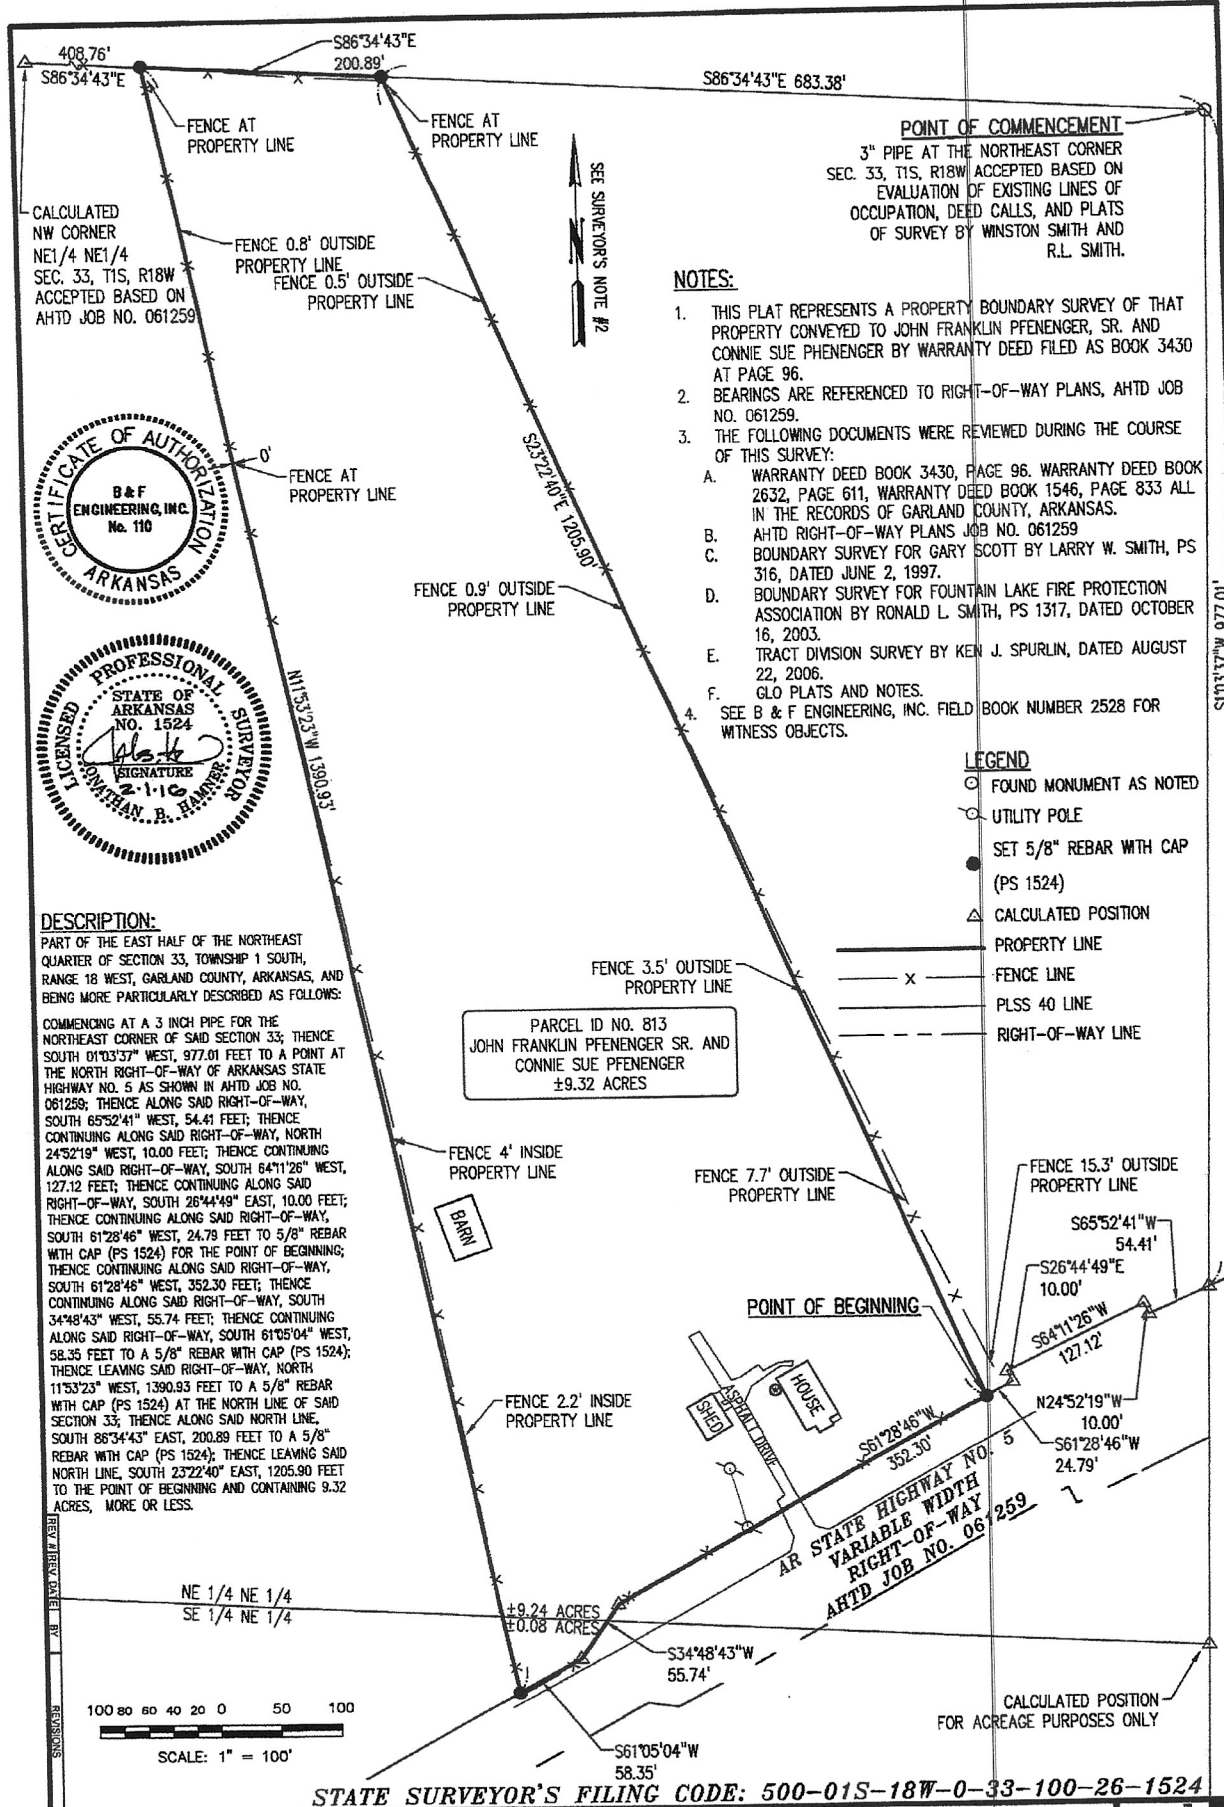 408.76'
S86°34'43"E
S86°34'43"E
200.89'
S86°34'43"E 683.38'
FENCE AT
PROPERTY LINE
FENCE AT
PROPERTY LINE
POINT OF COMMENCEMENT
3" PIPE AT THE NORTHEAST CORNER
SEC. 33, T1S, R18W ACCEPTED BASED ON
EVALUATION OF EXISTING LINES OF
OCCUPATION, DEED CALLS, AND PLATS
OF SURVEY BY WINSTON SMITH AND
R.L. SMITH.
SEE SURVEYOR'S NOTE #2
N
CALCULATED
NW CORNER
NE1/4 NE1/4
SEC. 33, T1S, R18W
ACCEPTED BASED ON
AHTD JOB NO. 061259
FENCE 0.8' OUTSIDE
PROPERTY LINE
FENCE 0.5' OUTSIDE
PROPERTY LINE
NOTES:
1. THIS PLAT REPRESENTS A PROPERTY BOUNDARY SURVEY OF THAT
PROPERTY CONVEYED TO JOHN FRANKLIN PFENENGER, SR. AND
CONNIE SUE PHENENGER BY WARRANTY DEED FILED AS BOOK 3430
AT PAGE 96.
2. BEARINGS ARE REFERENCED TO RIGHT-OF-WAY PLANS, AHTD JOB
NO. 061259.
3. THE FOLLOWING DOCUMENTS WERE REVIEWED DURING THE COURSE
OF THIS SURVEY:
A. WARRANTY DEED BOOK 3430, PAGE 96. WARRANTY DEED BOOK
2632, PAGE 611, WARRANTY DEED BOOK 1546, PAGE 833 ALL
IN THE RECORDS OF GARLAND COUNTY, ARKANSAS.
B. AHTD RIGHT-OF-WAY PLANS JOB NO. 061259
C. BOUNDARY SURVEY FOR GARY SCOTT BY LARRY W. SMITH, PS
316, DATED JUNE 2, 1997.
D. BOUNDARY SURVEY FOR FOUNTAIN LAKE FIRE PROTECTION
ASSOCIATION BY RONALD L. SMITH, PS 1317, DATED OCTOBER
16, 2003.
E. TRACT DIVISION SURVEY BY KEN J. SPURLIN, DATED AUGUST
22, 2006.
F. GLO PLATS AND NOTES.
4. SEE B & F ENGINEERING, INC. FIELD BOOK NUMBER 2528 FOR
WITNESS OBJECTS.
0'
FENCE AT
PROPERTY LINE
CERTIFICATE OF AUTHORIZATION
B & F
ENGINEERING, INC.
No. 110
ARKANSAS
S23°22'40"E 1205.90'
FENCE 0.9' OUTSIDE
PROPERTY LINE
S1°03'37"W 977.01'
LICENSED PROFESSIONAL SURVEYOR
STATE OF
ARKANSAS
NO. 1524
SIGNATURE
2-1-16
JONATHAN B. HAMNER
N11°53'23"W 1390.93'
LEGEND
FOUND MONUMENT AS NOTED
UTILITY POLE
SET 5/8" REBAR WITH CAP
(PS 1524)
CALCULATED POSITION
PROPERTY LINE
X FENCE LINE
PLSS 40 LINE
RIGHT-OF-WAY LINE
DESCRIPTION:
PART OF THE EAST HALF OF THE NORTHEAST
QUARTER OF SECTION 33, TOWNSHIP 1 SOUTH,
RANGE 18 WEST, GARLAND COUNTY, ARKANSAS, AND
BEING MORE PARTICULARLY DESCRIBED AS FOLLOWS:
COMMENCING AT A 3 INCH PIPE FOR THE
NORTHEAST CORNER OF SAID SECTION 33; THENCE
SOUTH 01°03'37" WEST, 977.01 FEET TO A POINT AT
THE NORTH RIGHT-OF-WAY OF ARKANSAS STATE
HIGHWAY NO. 5 AS SHOWN IN AHTD JOB NO.
061259; THENCE ALONG SAID RIGHT-OF-WAY,
SOUTH 65°52'41" WEST, 54.41 FEET; THENCE
CONTINUING ALONG SAID RIGHT-OF-WAY, NORTH
24°52'19" WEST, 10.00 FEET; THENCE CONTINUING
ALONG SAID RIGHT-OF-WAY, SOUTH 64°11'26" WEST,
127.12 FEET; THENCE CONTINUING ALONG SAID
RIGHT-OF-WAY, SOUTH 26°44'49" EAST, 10.00 FEET;
THENCE CONTINUING ALONG SAID RIGHT-OF-WAY,
SOUTH 61°28'46" WEST, 24.79 FEET TO 5/8" REBAR
WITH CAP (PS 1524) FOR THE POINT OF BEGINNING;
THENCE CONTINUING ALONG SAID RIGHT-OF-WAY,
SOUTH 61°28'46" WEST, 352.30 FEET; THENCE
CONTINUING ALONG SAID RIGHT-OF-WAY, SOUTH
34°48'43" WEST, 55.74 FEET; THENCE CONTINUING
ALONG SAID RIGHT-OF-WAY, SOUTH 61°05'04" WEST,
58.35 FEET TO A 5/8" REBAR WITH CAP (PS 1524);
THENCE LEAVING SAID RIGHT-OF-WAY, NORTH
11°53'23" WEST, 1390.93 FEET TO A 5/8" REBAR
WITH CAP (PS 1524) AT THE NORTH LINE OF SAID
SECTION 33; THENCE ALONG SAID NORTH LINE,
SOUTH 86°34'43" EAST, 200.89 FEET TO A 5/8"
REBAR WITH CAP (PS 1524); THENCE LEAVING SAID
NORTH LINE, SOUTH 23°22'40" EAST, 1205.90 FEET
TO THE POINT OF BEGINNING AND CONTAINING 9.32
ACRES, MORE OR LESS.
FENCE 3.5' OUTSIDE
PROPERTY LINE
PARCEL ID NO. 813
JOHN FRANKLIN PFENENGER SR. AND
CONNIE SUE PFENENGER
±9.32 ACRES
FENCE 4' INSIDE
PROPERTY LINE
FENCE 7.7' OUTSIDE
PROPERTY LINE
FENCE 15.3' OUTSIDE
PROPERTY LINE
BARN
S65°52'41"W
54.41'
S26°44'49"E
10.00'
POINT OF BEGINNING
S64°11'26"W
127.12'
FENCE 2.2' INSIDE
PROPERTY LINE
SHED
ASPHALT DRIVE
HOUSE
N24°52'19"W
10.00'
S61°28'46"W
352.30'
S61°28'46"W
24.79'
AR STATE HIGHWAY NO. 5
VARIABLE WIDTH
RIGHT-OF-WAY
AHTD JOB NO. 061259
REV # REV. DATE BY
REVISIONS
NE 1/4 NE 1/4
SE 1/4 NE 1/4
±9.24 ACRES
±0.08 ACRES
S34°48'43"W
55.74'
CALCULATED POSITION
FOR ACREAGE PURPOSES ONLY
100 80 60 40 20 0 50 100
SCALE: 1" = 100'
S61°05'04"W
58.35'
STATE SURVEYOR'S FILING CODE: 500-01S-18W-0-33-100-26-1524